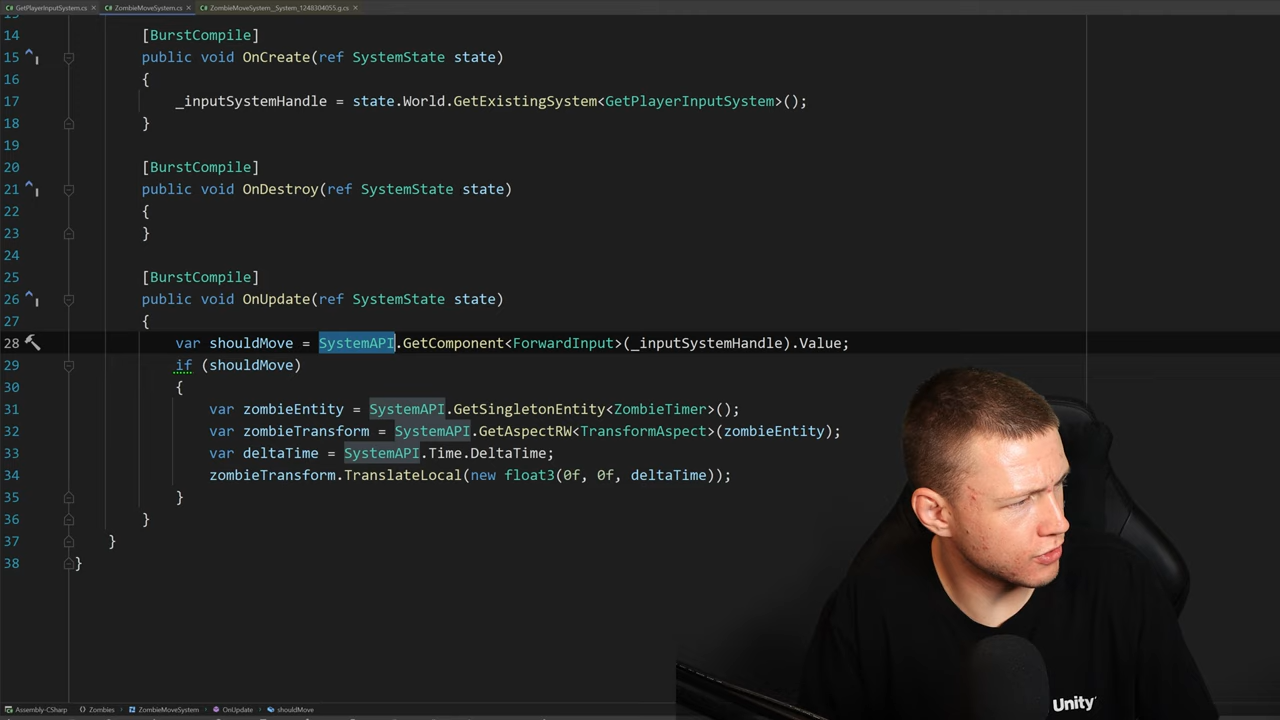 GetPlayerInputSystem.cs ZombieMoveSystem.cs ZombieMoveSystem__System_1248304055.g.cs
14 [BurstCompile]
15 public void OnCreate(ref SystemState state)
16 {
17 _inputSystemHandle = state.World.GetExistingSystem<GetPlayerInputSystem>();
18 }
19
20 [BurstCompile]
21 public void OnDestroy(ref SystemState state)
22 {
23 }
24
25 [BurstCompile]
26 public void OnUpdate(ref SystemState state)
27 {
28 var shouldMove = SystemAPI.GetComponent<ForwardInput>(_inputSystemHandle).Value;
29 if (shouldMove)
30 {
31 var zombieEntity = SystemAPI.GetSingletonEntity<ZombieTimer>();
32 var zombieTransform = SystemAPI.GetAspectRW<TransformAspect>(zombieEntity);
33 var deltaTime = SystemAPI.Time.DeltaTime;
34 zombieTransform.TranslateLocal(new float3(0f, 0f, deltaTime));
35 }
36 }
37 }
38 }
Unity
Assembly-CSharp Zombies ZombieMoveSystem OnUpdate shouldMove